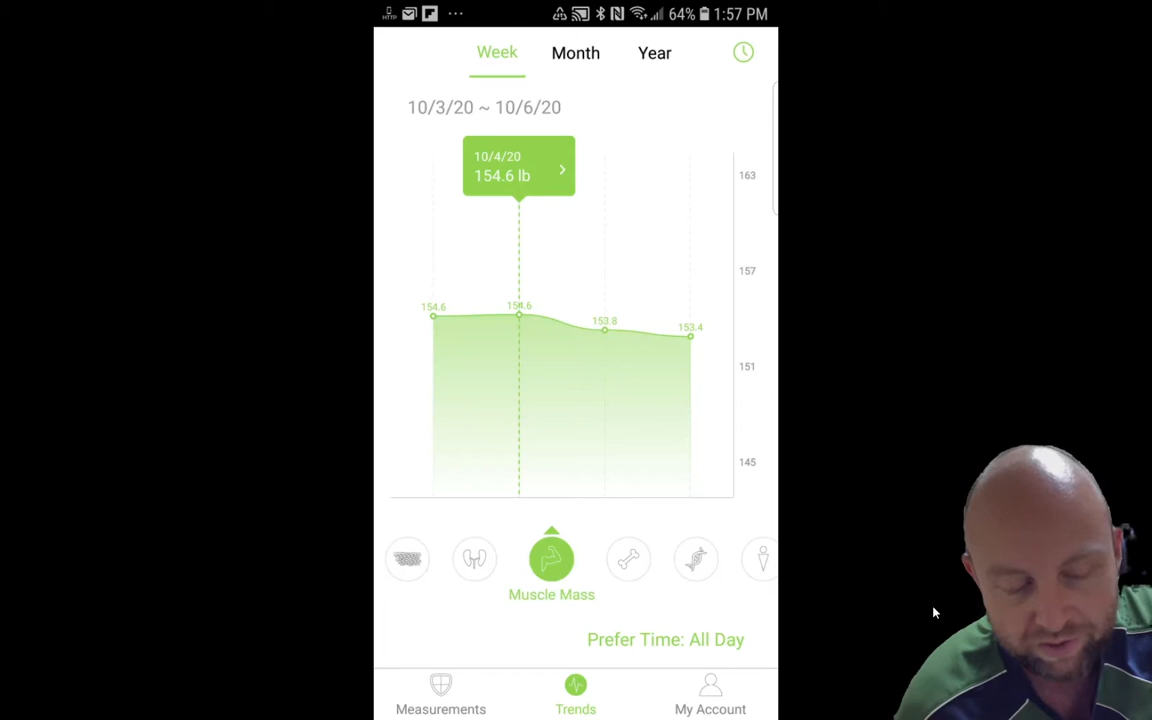 HTTP ... 64% 1:57 PM
Week Month Year
10/3/20 ~ 10/6/20
10/4/20
154.6 lb
163
157
154.6 154.6 153.8 153.4
151
145
Muscle Mass
Prefer Time: All Day
Measurements Trends My Account